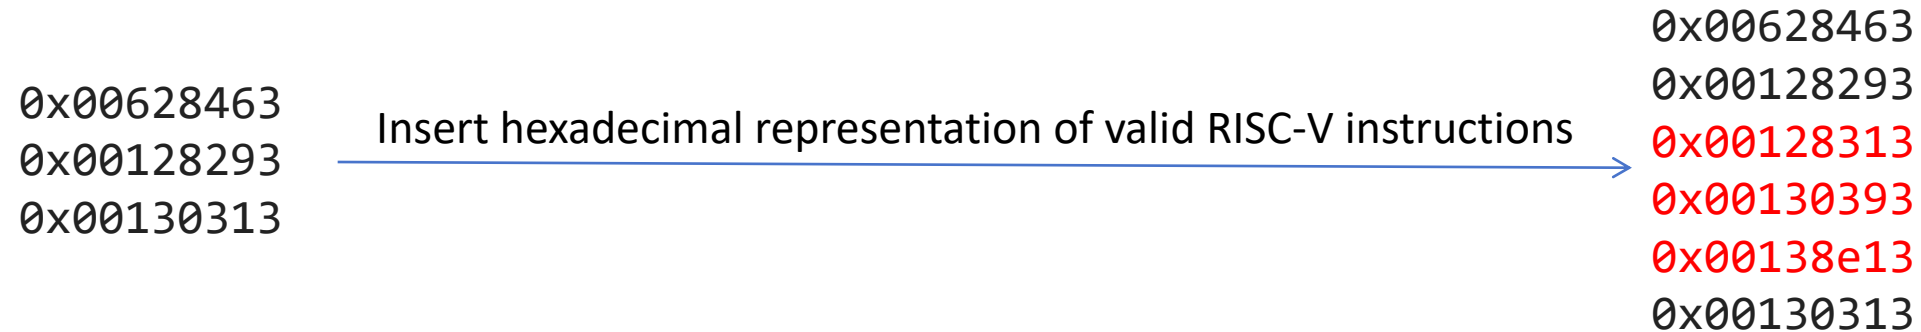 0x00628463
0x00128293
0x00130313
Insert hexadecimal representation of valid RISC-V instructions
0x00628463
0x00128293
0x00128313
0x00130393
0x00138e13
0x00130313